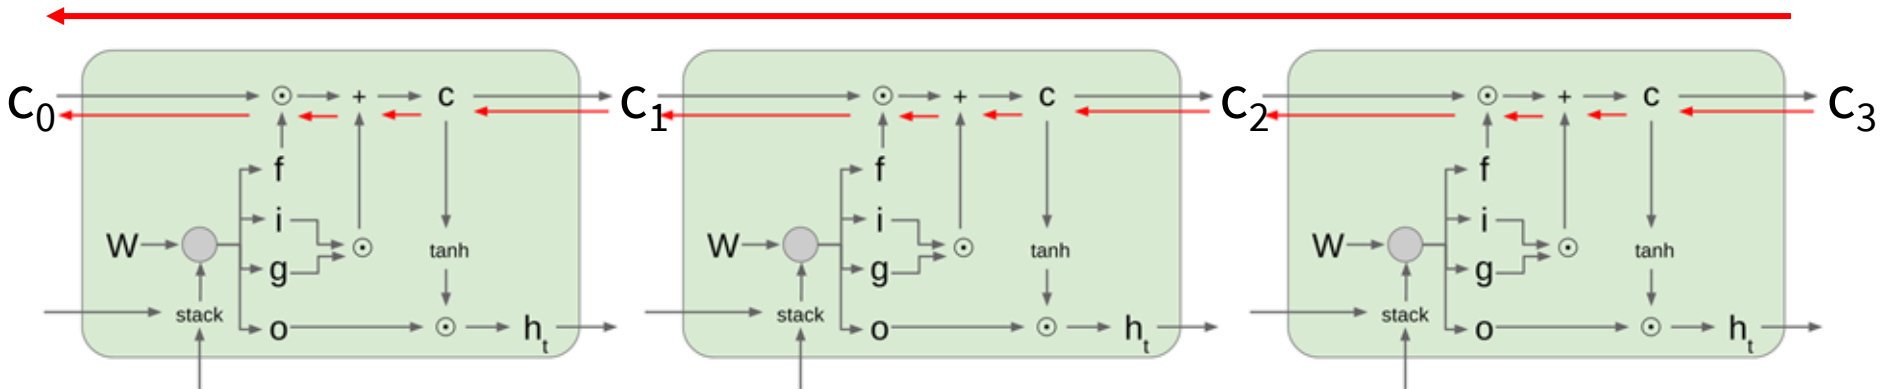 C₀ ⊙ + c C₁ ⊙ + c C₂ ⊙ + c C₃
f f f
i i i
W ⊙ tanh W ⊙ tanh W ⊙ tanh
g g g
stack stack stack
o ⊙ hₜ o ⊙ hₜ o ⊙ hₜ